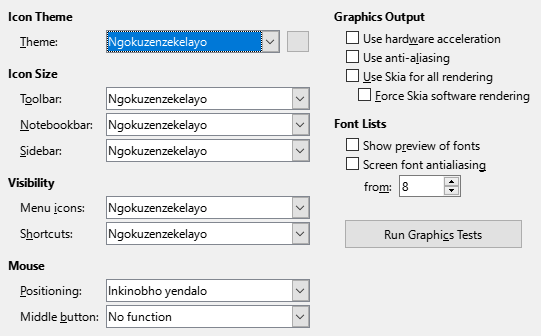 Icon Theme
Theme: Ngokuzenzekelayo
Icon Size
Toolbar: Ngokuzenzekelayo
Notebookbar: Ngokuzenzekelayo
Sidebar: Ngokuzenzekelayo
Visibility
Menu icons: Ngokuzenzekelayo
Shortcuts: Ngokuzenzekelayo
Mouse
Positioning: Inkinobho yendalo
Middle button: No function
Graphics Output
Use hardware acceleration
Use anti-aliasing
Use Skia for all rendering
Force Skia software rendering
Font Lists
Show preview of fonts
Screen font antialiasing
from: 8
Run Graphics Tests